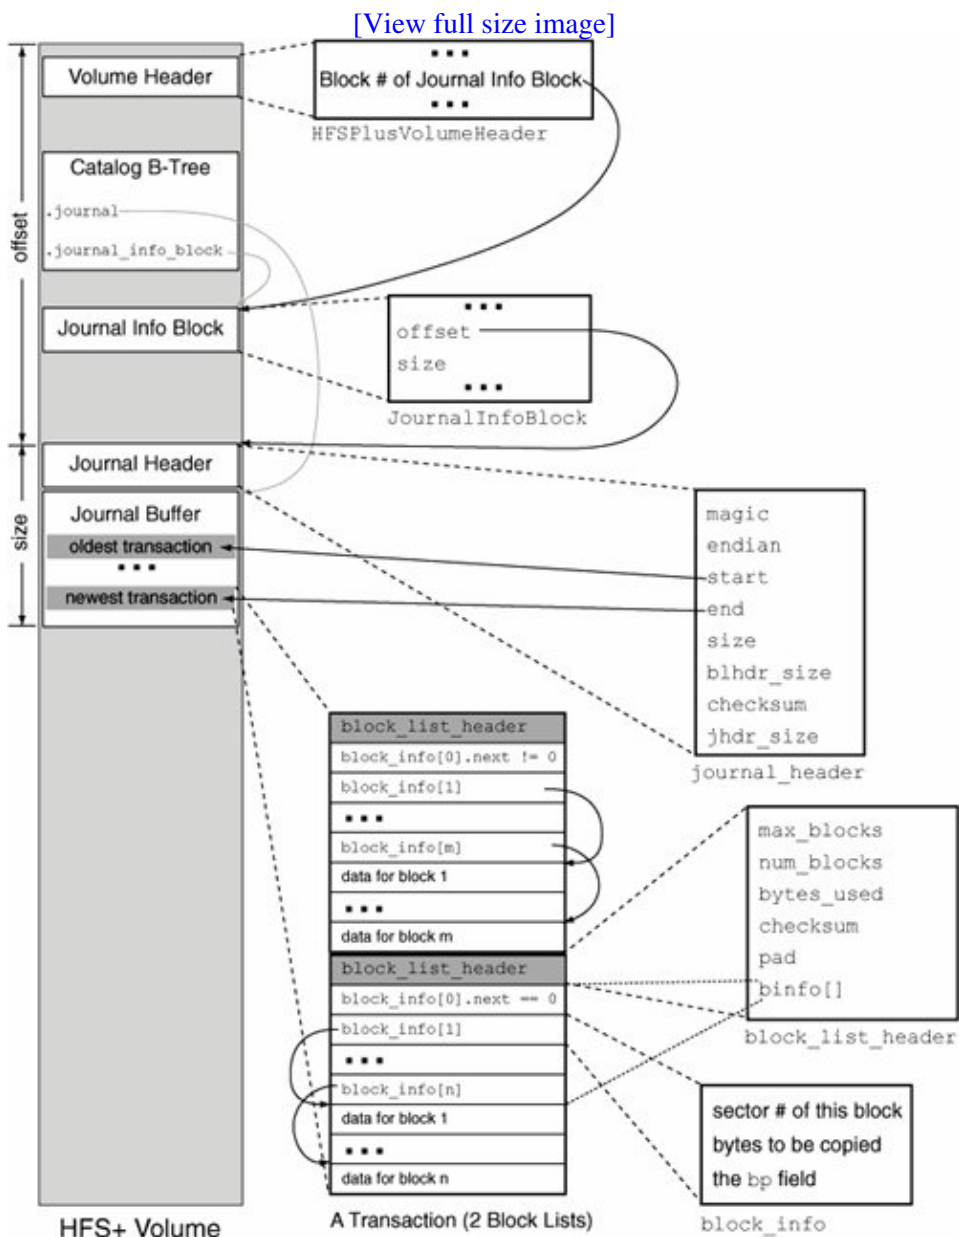 [View full size image]
▪ ▪ ▪
Block # of Journal Info Block
▪ ▪ ▪
HFSPlusVolumeHeader
Volume Header
Catalog B-Tree
.journal
.journal_info_block
offset
Journal Info Block
▪ ▪ ▪
offset
size
▪ ▪ ▪
JournalInfoBlock
Journal Header
Journal Buffer
oldest transaction
▪ ▪ ▪
newest transaction
size
magic
endian
start
end
size
blhdr_size
checksum
jhdr_size
journal_header
block_list_header
block_info[0].next != 0
block_info[1]
▪ ▪ ▪
block_info[m]
data for block 1
▪ ▪ ▪
data for block m
block_list_header
block_info[0].next == 0
block_info[1]
▪ ▪ ▪
block_info[n]
data for block 1
▪ ▪ ▪
data for block n
max_blocks
num_blocks
bytes_used
checksum
pad
binfo[]
block_list_header
sector # of this block
bytes to be copied
the bp field
block_info
HFS+ Volume
A Transaction (2 Block Lists)